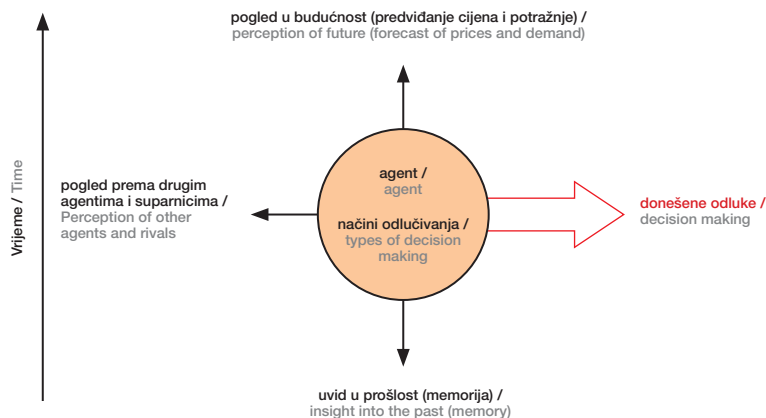 pogled u budućnost (predviđanje cijena i potražnje) /
perception of future (forecast of prices and demand)
Vrijeme / Time
pogled prema drugim
agentima i suparnicima /
Perception of other
agents and rivals
agent /
agent
načini odlučivanja /
types of decision
making
donešene odluke /
decision making
uvid u prošlost (memorija) /
insight into the past (memory)